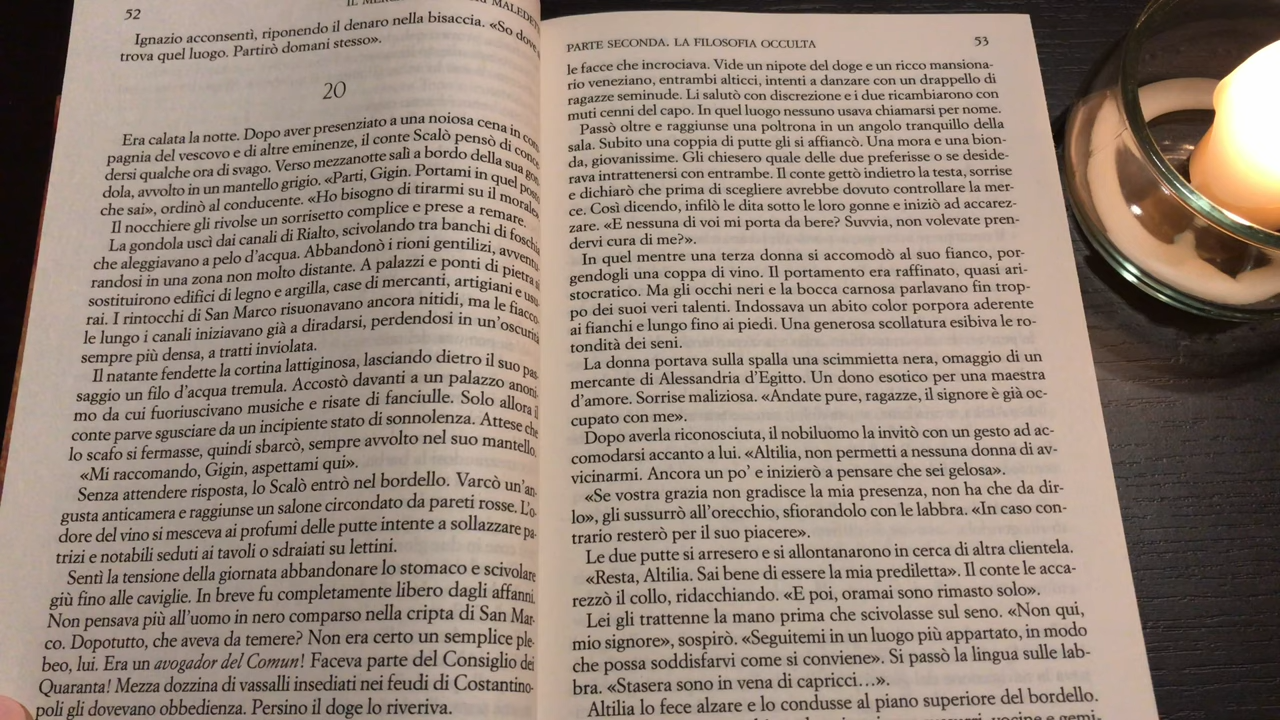 52
IL MER MALEDET
Ignazio acconsentì, riponendo il denaro nella bisaccia. «So dove
trova quel luogo. Partirò domani stesso».
20
Era calata la notte. Dopo aver presenziato a una noiosa cena in com
pagnia del vescovo e di altre eminenze, il conte Scalò pensò di conce
dersi qualche ora di svago. Verso mezzanotte salì a bordo della sua gon
dola, avvolto in un mantello grigio. «Parti, Gigin. Portami in quel posto
che sai», ordinò al conducente. «Ho bisogno di tirarmi su il morale».
Il nocchiere gli rivolse un sorrisetto complice e prese a remare.
La gondola uscì dai canali di Rialto, scivolando tra banchi di foschia
che aleggiavano a pelo d'acqua. Abbandonò i rioni gentilizi, avventu
randosi in una zona non molto distante. A palazzi e ponti di pietra si
sostituirono edifici di legno e argilla, case di mercanti, artigiani e usu
rai. I rintocchi di San Marco risuonavano ancora nitidi, ma le fiacco
le lungo i canali iniziavano già a diradarsi, perdendosi in un'oscurità
sempre più densa, a tratti inviolata.
Il natante fendette la cortina lattiginosa, lasciando dietro il suo pas-
saggio un filo d'acqua tremula. Accostò davanti a un palazzo anoni-
mo da cui fuoriuscivano musiche e risate di fanciulle. Solo allora il
conte parve sgusciare da un incipiente stato di sonnolenza. Attese che
lo scafo si fermasse, quindi sbarcò, sempre avvolto nel suo mantello.
«Mi raccomando, Gigin, aspettami qui».
Senza attendere risposta, lo Scalò entrò nel bordello. Varcò un'an-
gusta anticamera e raggiunse un salone circondato da pareti rosse. L'o-
dore del vino si mesceva ai profumi delle putte intente a sollazzare pa-
trizi e notabili seduti ai tavoli o sdraiati su lettini.
Sentì la tensione della giornata abbandonare lo stomaco e scivolare
giù fino alle caviglie. In breve fu completamente libero dagli affanni.
Non pensava più all'uomo in nero comparso nella cripta di San Mar-
co. Dopotutto, che aveva da temere? Non era certo un semplice ple-
beo, lui. Era un avogador del Comun! Faceva parte del Consiglio dei
Quaranta! Mezza dozzina di vassalli insediati nei feudi di Costantino-
poli gli dovevano obbedienza. Persino il doge lo riveriva.
PARTE SECONDA. LA FILOSOFIA OCCULTA 53
le facce che incrociava. Vide un nipote del doge e un ricco mansiona-
rio veneziano, entrambi alticci, intenti a danzare con un drappello di
ragazze seminude. Li salutò con discrezione e i due ricambiarono con
muti cenni del capo. In quel luogo nessuno usava chiamarsi per nome.
Passò oltre e raggiunse una poltrona in un angolo tranquillo della
sala. Subito una coppia di putte gli si affiancò. Una mora e una bion-
da, giovanissime. Gli chiesero quale delle due preferisse o se deside-
rava intrattenersi con entrambe. Il conte gettò indietro la testa, sorrise
e dichiarò che prima di scegliere avrebbe dovuto controllare la mer-
ce. Così dicendo, infilò le dita sotto le loro gonne e iniziò ad accarez-
zare. «E nessuna di voi mi porta da bere? Suvvia, non volevate pren-
dervi cura di me?».
In quel mentre una terza donna si accomodò al suo fianco, por-
gendogli una coppa di vino. Il portamento era raffinato, quasi ari-
stocratico. Ma gli occhi neri e la bocca carnosa parlavano fin trop-
po dei suoi veri talenti. Indossava un abito color porpora aderente
ai fianchi e lungo fino ai piedi. Una generosa scollatura esibiva le ro-
tondità dei seni.
La donna portava sulla spalla una scimmietta nera, omaggio di un
mercante di Alessandria d'Egitto. Un dono esotico per una maestra
d'amore. Sorrise maliziosa. «Andate pure, ragazze, il signore è già oc-
cupato con me».
Dopo averla riconosciuta, il nobiluomo la invitò con un gesto ad ac-
comodarsi accanto a lui. «Altilia, non permetti a nessuna donna di av-
vicinarmi. Ancora un po' e inizierò a pensare che sei gelosa».
«Se vostra grazia non gradisce la mia presenza, non ha che da dir-
lo», gli sussurrò all'orecchio, sfiorandolo con le labbra. «In caso con-
trario resterò per il suo piacere».
Le due putte si arresero e si allontanarono in cerca di altra clientela.
«Resta, Altilia. Sai bene di essere la mia prediletta». Il conte le acca-
rezzò il collo, ridacchiando. «E poi, oramai sono rimasto solo».
Lei gli trattenne la mano prima che scivolasse sul seno. «Non qui,
mio signore», sospirò. «Seguitemi in un luogo più appartato, in modo
che possa soddisfarvi come si conviene». Si passò la lingua sulle lab-
bra. «Stasera sono in vena di capricci...».
Altilia lo fece alzare e lo condusse al piano superiore del bordello.